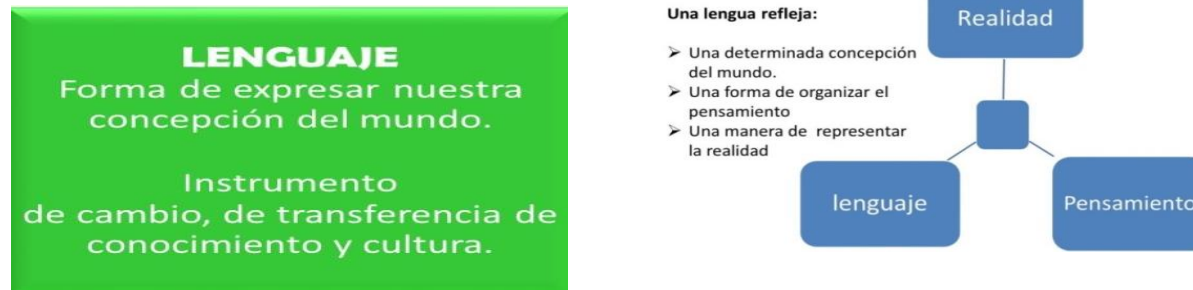 LENGUAJE
Forma de expresar nuestra
concepción del mundo.
Instrumento
de cambio, de transferencia de
conocimiento y cultura.
Una lengua refleja:
➢ Una determinada concepción
del mundo.
➢ Una forma de organizar el
pensamiento
➢ Una manera de representar
la realidad
Realidad
lenguaje
Pensamiento